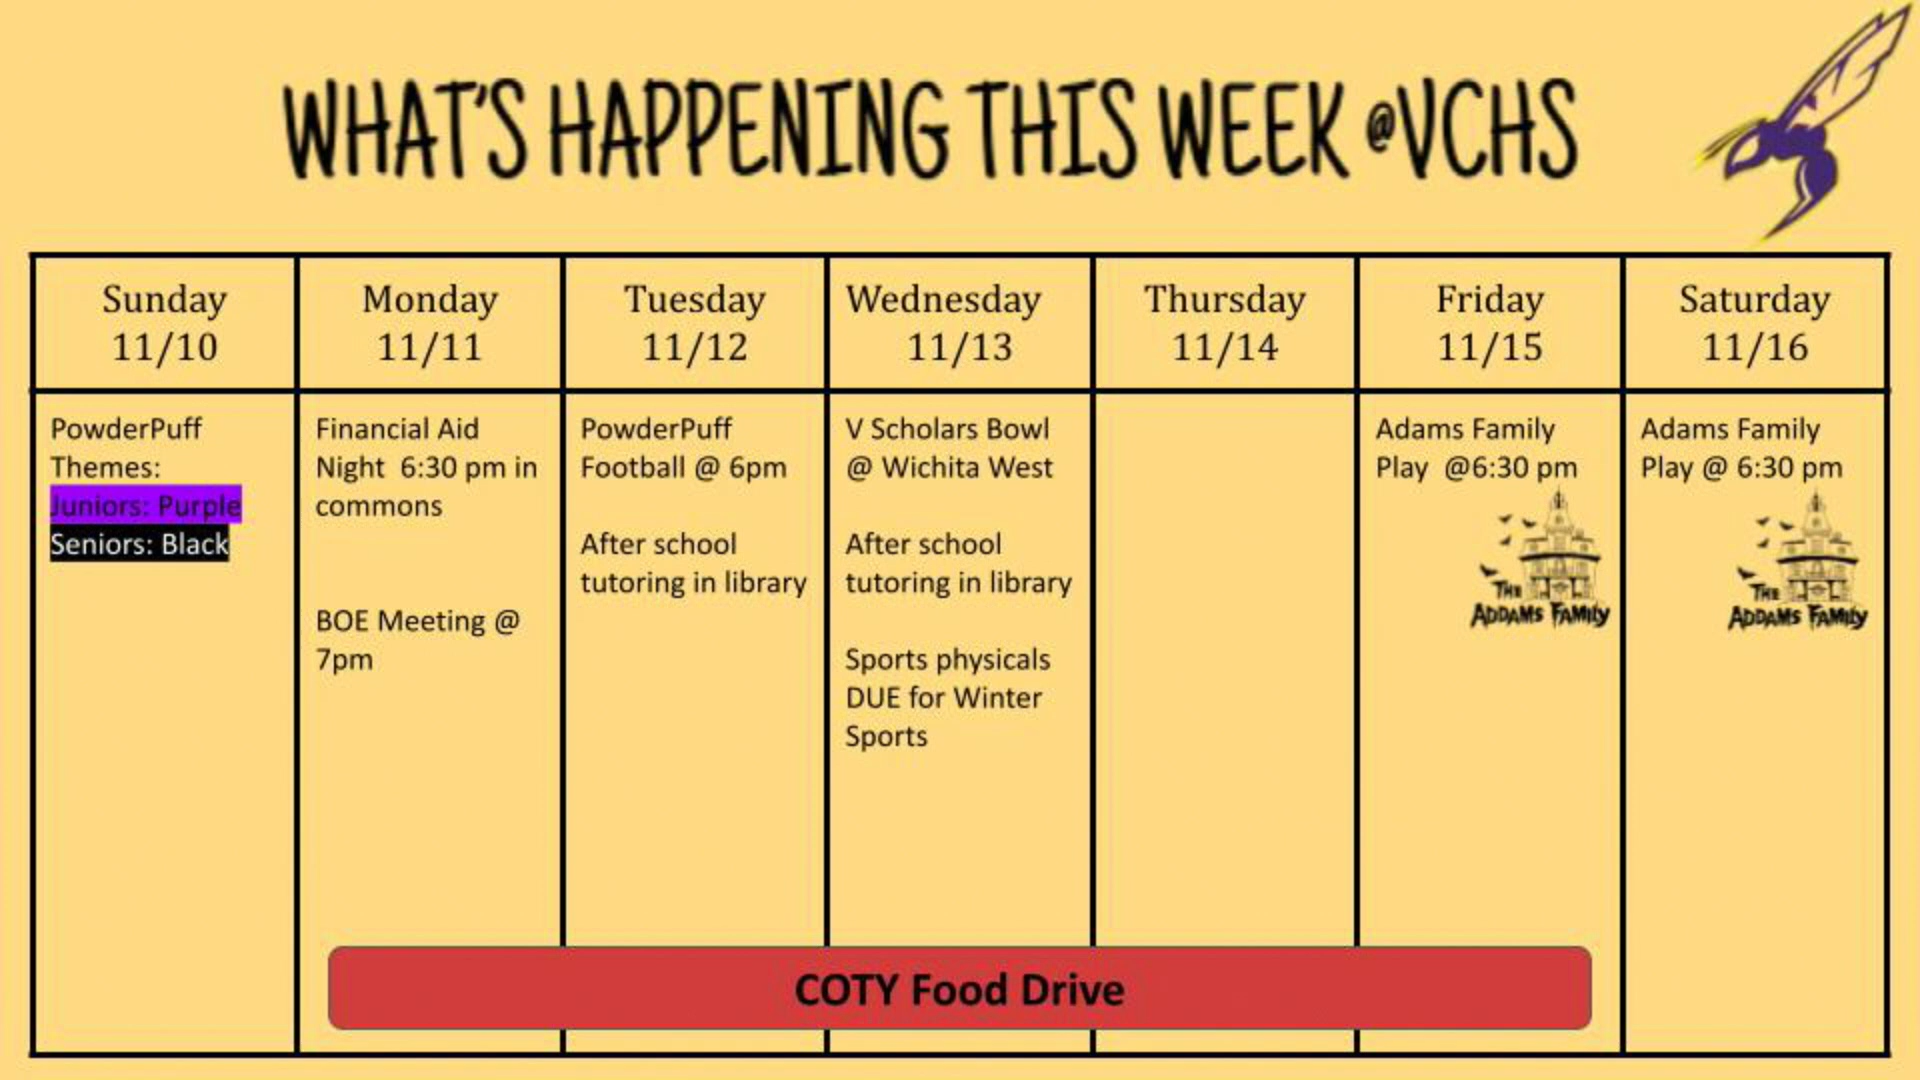 WHAT'S HAPPENING THIS WEEK @VCHS
Sunday
11/10
Monday
11/11
Tuesday
11/12
Wednesday
11/13
Thursday
11/14
Friday
11/15
Saturday
11/16
PowderPuff
Themes:
Juniors: Purple
Seniors: Black
Financial Aid
Night 6:30 pm in
commons
BOE Meeting @
7pm
PowderPuff
Football @ 6pm
After school
tutoring in library
V Scholars Bowl
@ Wichita West
After school
tutoring in library
Sports physicals
DUE for Winter
Sports
Adams Family
Play @6:30 pm
THE
ADDAMS FAMILY
Adams Family
Play @ 6:30 pm
THE
ADDAMS FAMILY
COTY Food Drive